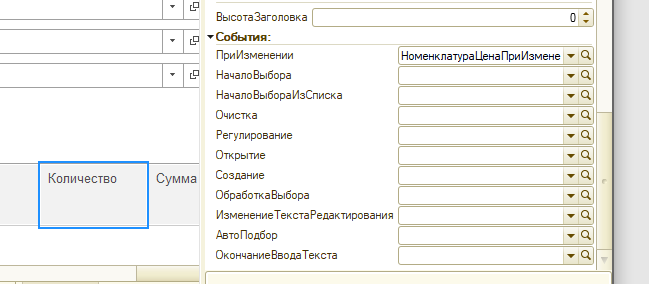 ВысотаЗаголовка 0
События:
ПриИзменении НоменклатураЦенаПриИзмене
НачалоВыбора
НачалоВыбораИзСписка
Очистка
Регулирование
Открытие
Количество Сумма
Создание
ОбработкаВыбора
ИзменениеТекстаРедактирования
АвтоПодбор
ОкончаниеВводаТекста